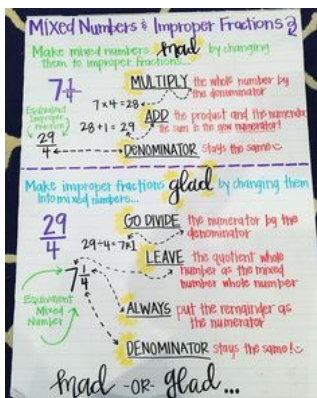 Mixed Numbers & Improper Fractions
Make mixed numbers mad by changing
them to improper fractions...
7 1/4
MULTIPLY the whole number by
the denominator
7 x 4 = 28
Equivalent
Improper
Fraction
29/4
28 + 1 = 29
ADD the product and the numerator
the sum is the new numerator!
DENOMINATOR stays the same
Make improper fractions glad by changing them
into mixed numbers...
29/4
GO DIVIDE the numerator by the
denominator
29 ÷ 4 = 7R1
LEAVE the quotient whole
number as the mixed
number whole number
7 1/4
Equivalent
Mixed
Number
ALWAYS put the remainder as
the numerator
DENOMINATOR stays the same!
mad -OR- glad...